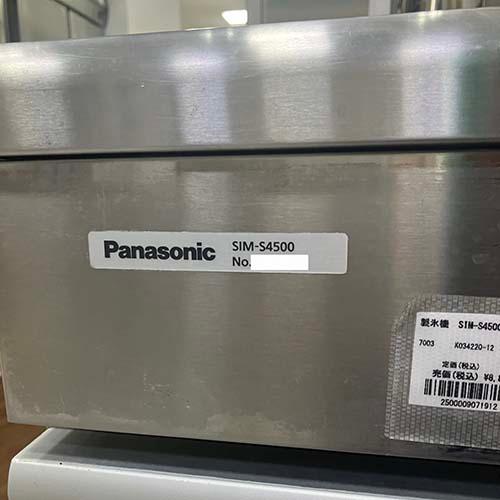 Panasonic SIM-S4500
No.
製氷機 SIM-S4500
7003 K034220-12
定価(税込)
売価(税込) ¥8,
2500009071912